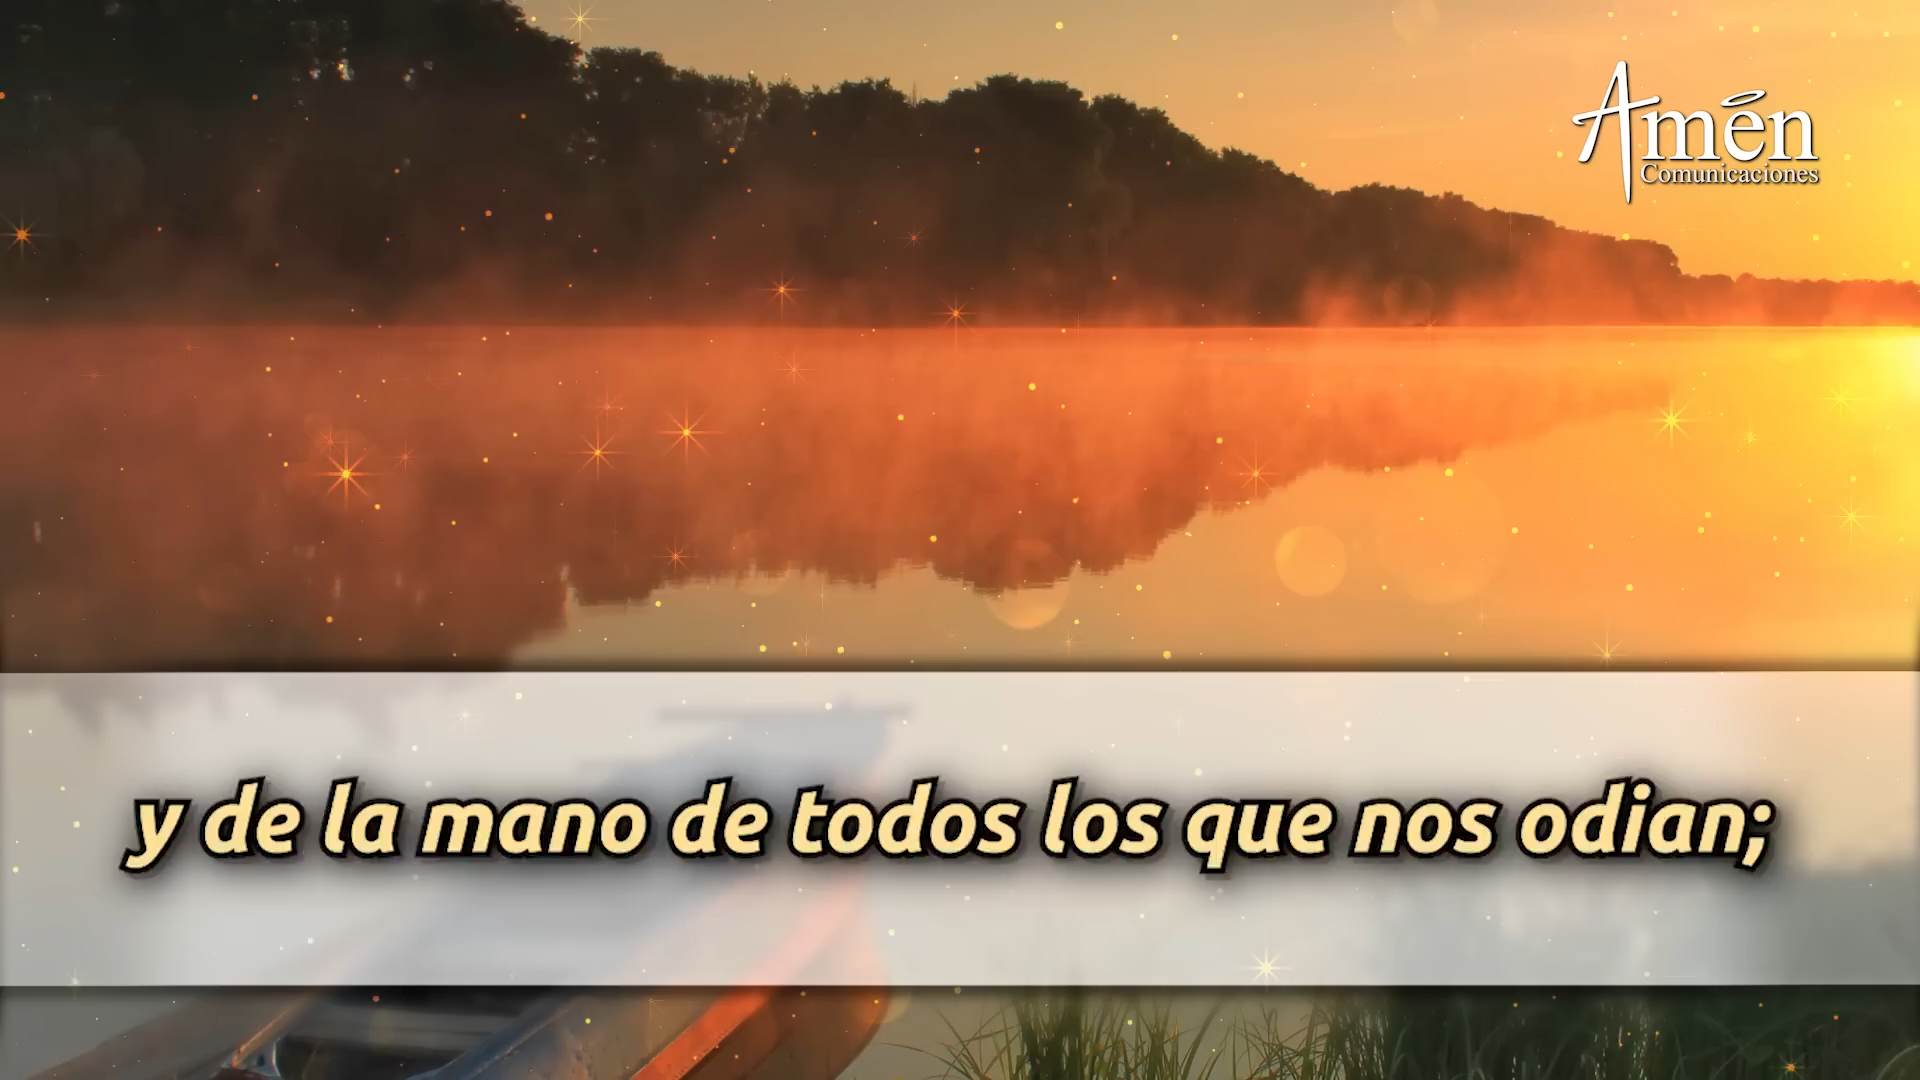 Amén
Comunicaciones
y de la mano de todos los que nos odian;